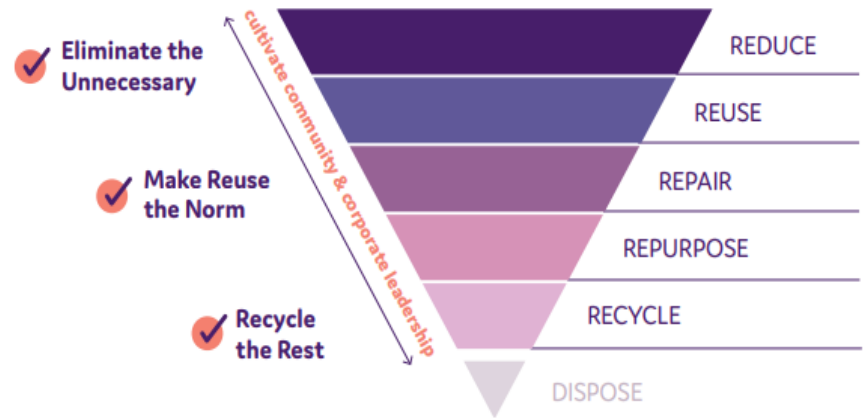 Eliminate the
Unnecessary
Make Reuse
the Norm
Recycle
the Rest
cultivate community & corporate leadership
REDUCE
REUSE
REPAIR
REPURPOSE
RECYCLE
DISPOSE